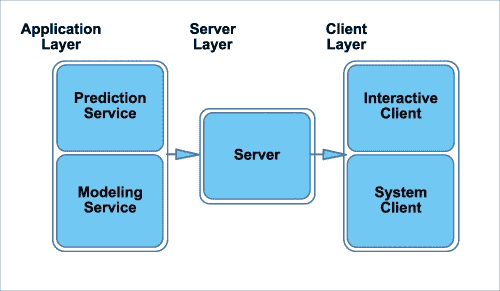 Application
Layer
Server
Layer
Client
Layer
Prediction
Service
Modeling
Service
Server
Interactive
Client
System
Client